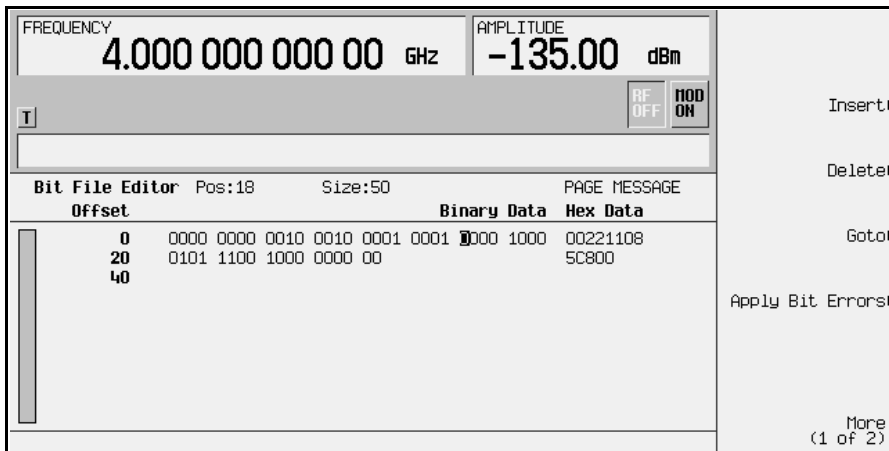 FREQUENCY
4.000 000 000 00 GHz
AMPLITUDE
-135.00 dBm
RF OFF
MOD ON
T
Insert
Delete
Goto
Apply Bit Errors
More
(1 of 2)
Bit File Editor Pos:18 Size:50 PAGE MESSAGE
Offset Binary Data Hex Data
0 0000 0000 0010 0010 0001 0001 0000 1000 00221108
20 0101 1100 1000 0000 00 5C800
40